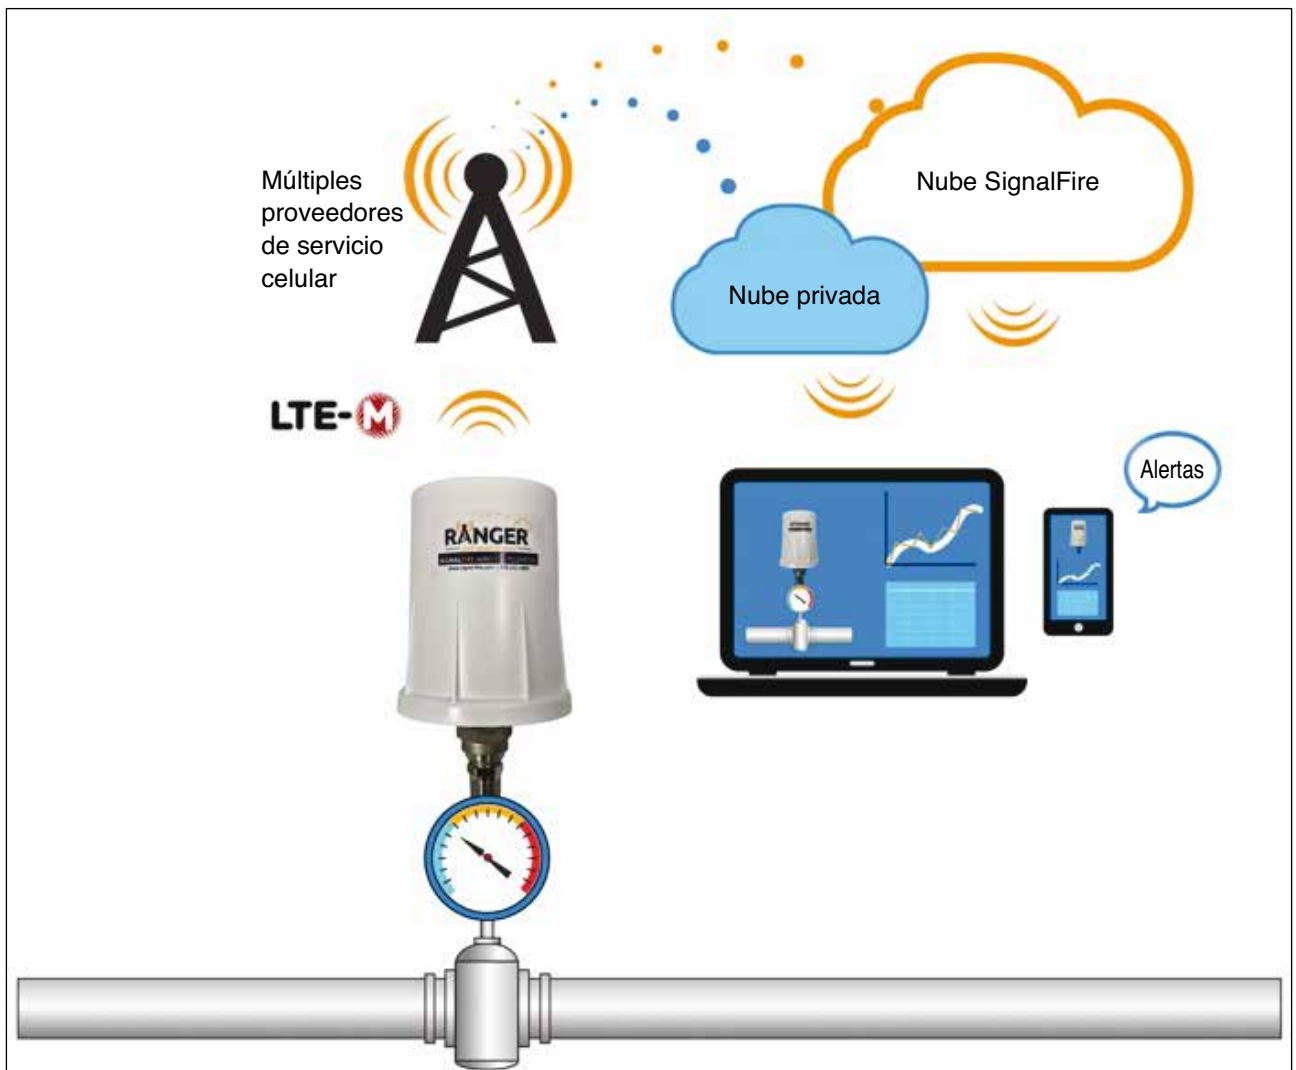 Múltiples
proveedores
de servicio
celular
Nube SignalFire
Nube privada
LTE-M
Alertas
RANGER